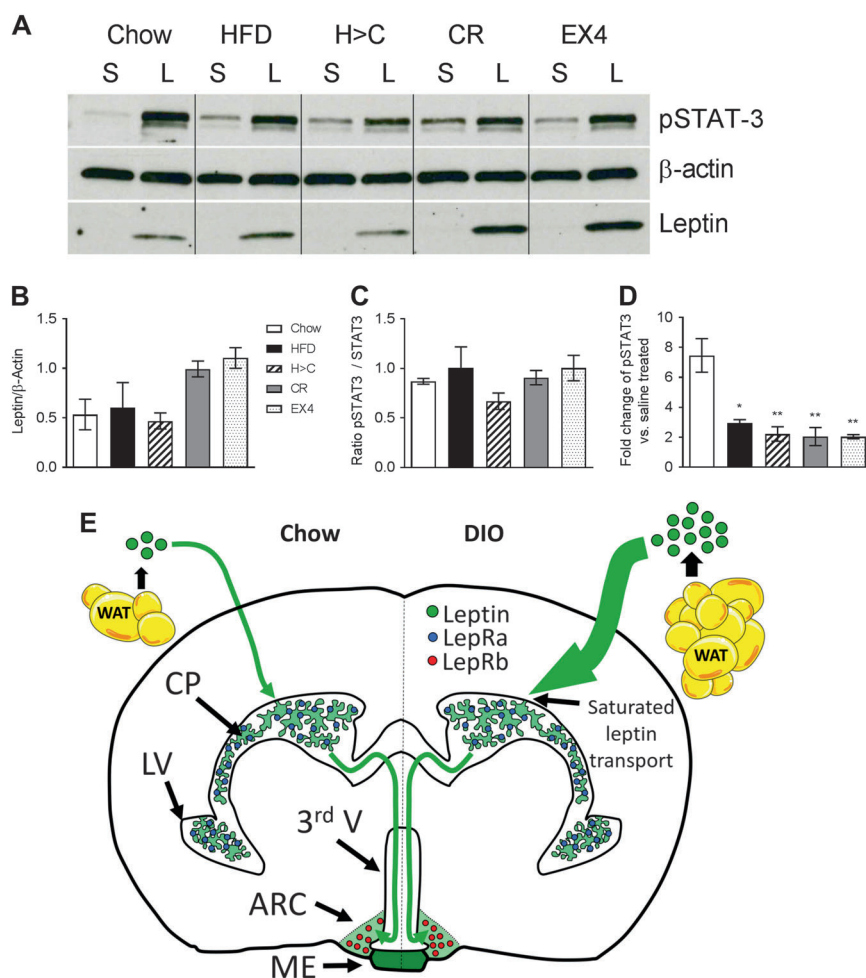 A
Chow HFD H>C CR EX4
S L S L S L S L S L
pSTAT-3
β-actin
Leptin
B
Leptin/β-Actin
1.5
1.0
0.5
0.0
Chow
HFD
H>C
CR
EX4
C
Ratio pSTAT3 / STAT3
1.5
1.0
0.5
0.0
D
Fold change of pSTAT3
vs. saline treated
10
8
6
4
2
0
* ** ** **
E
Chow DIO
WAT
WAT
Leptin
LepRa
LepRb
CP
Saturated
leptin
transport
LV
3rd V
ARC
ME